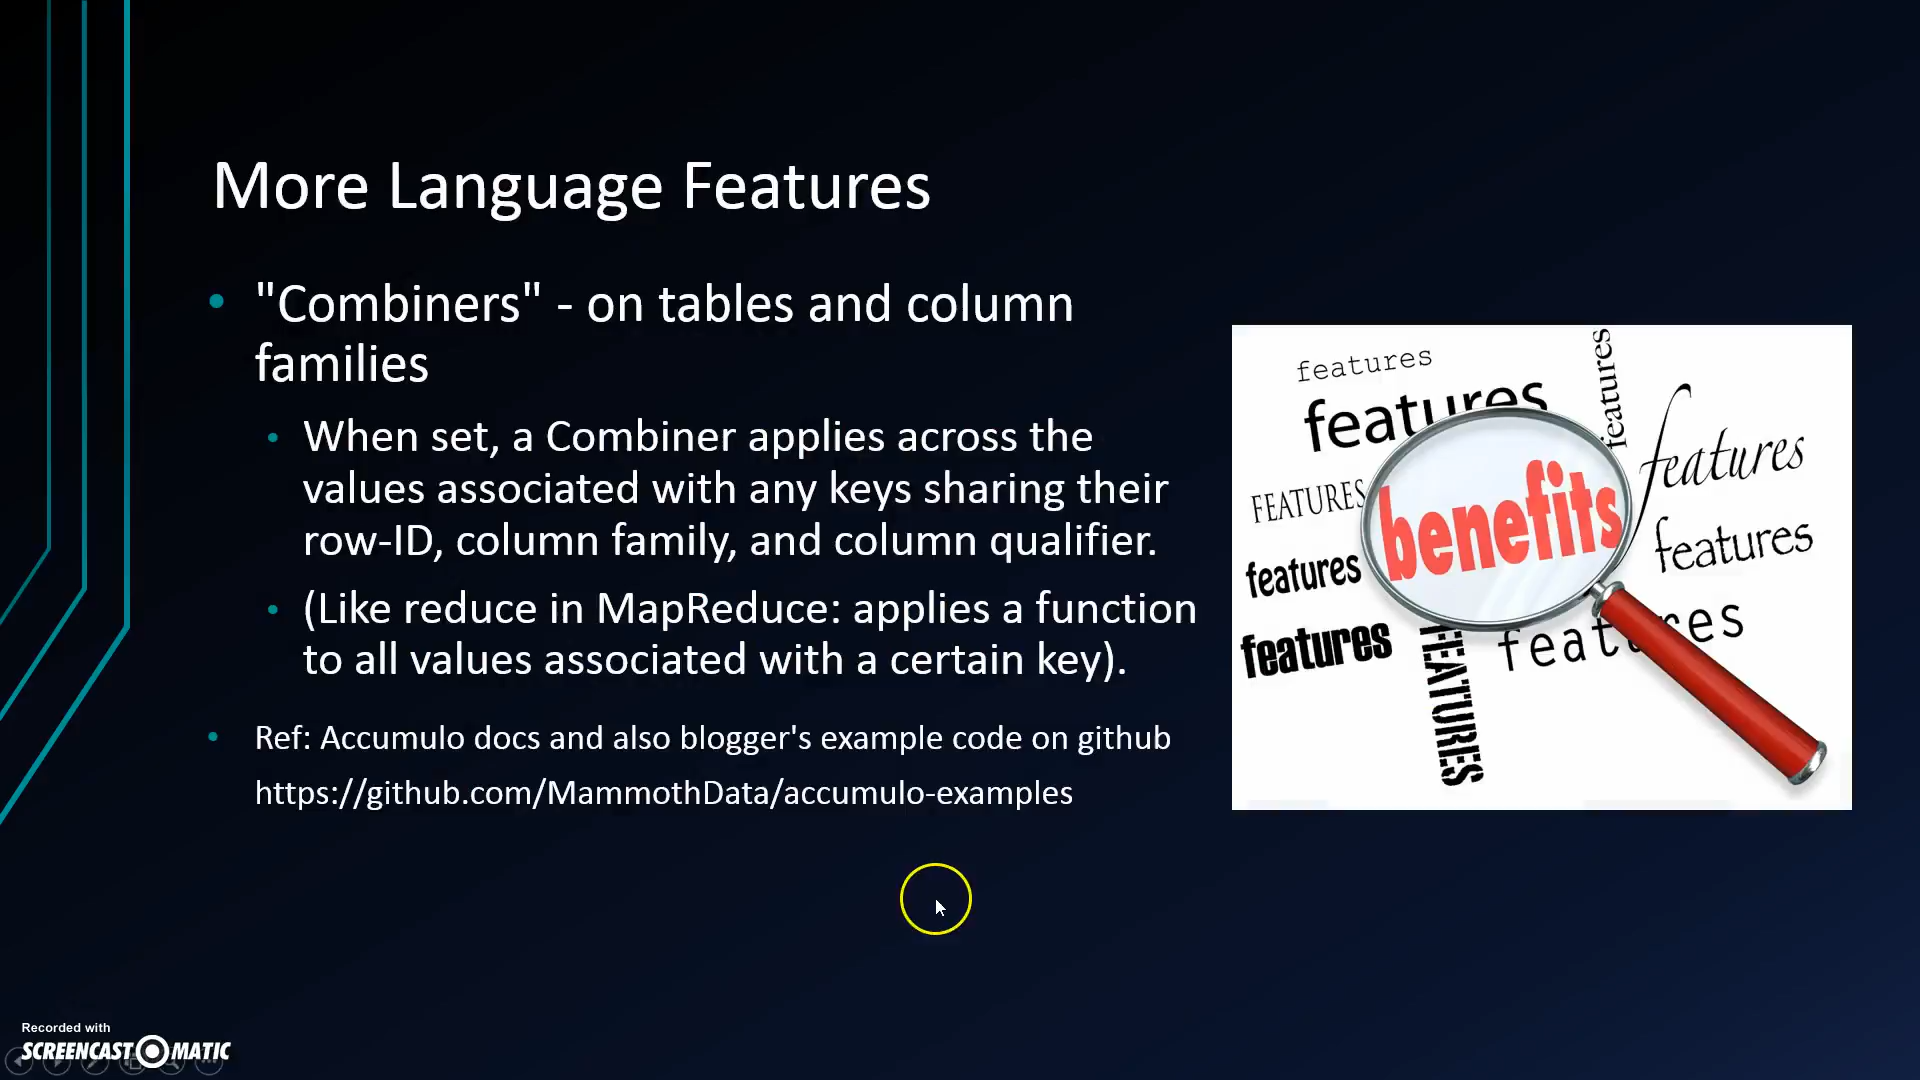 More Language Features
• "Combiners" - on tables and column
families
• When set, a Combiner applies across the
values associated with any keys sharing their
row-ID, column family, and column qualifier.
• (Like reduce in MapReduce: applies a function
to all values associated with a certain key).
• Ref: Accumulo docs and also blogger's example code on github
https://github.com/MammothData/accumulo-examples
features
features
features
features
FEATURES
benefits
features
features
features
features
FEATURES
Recorded with
SCREENCAST-O-MATIC